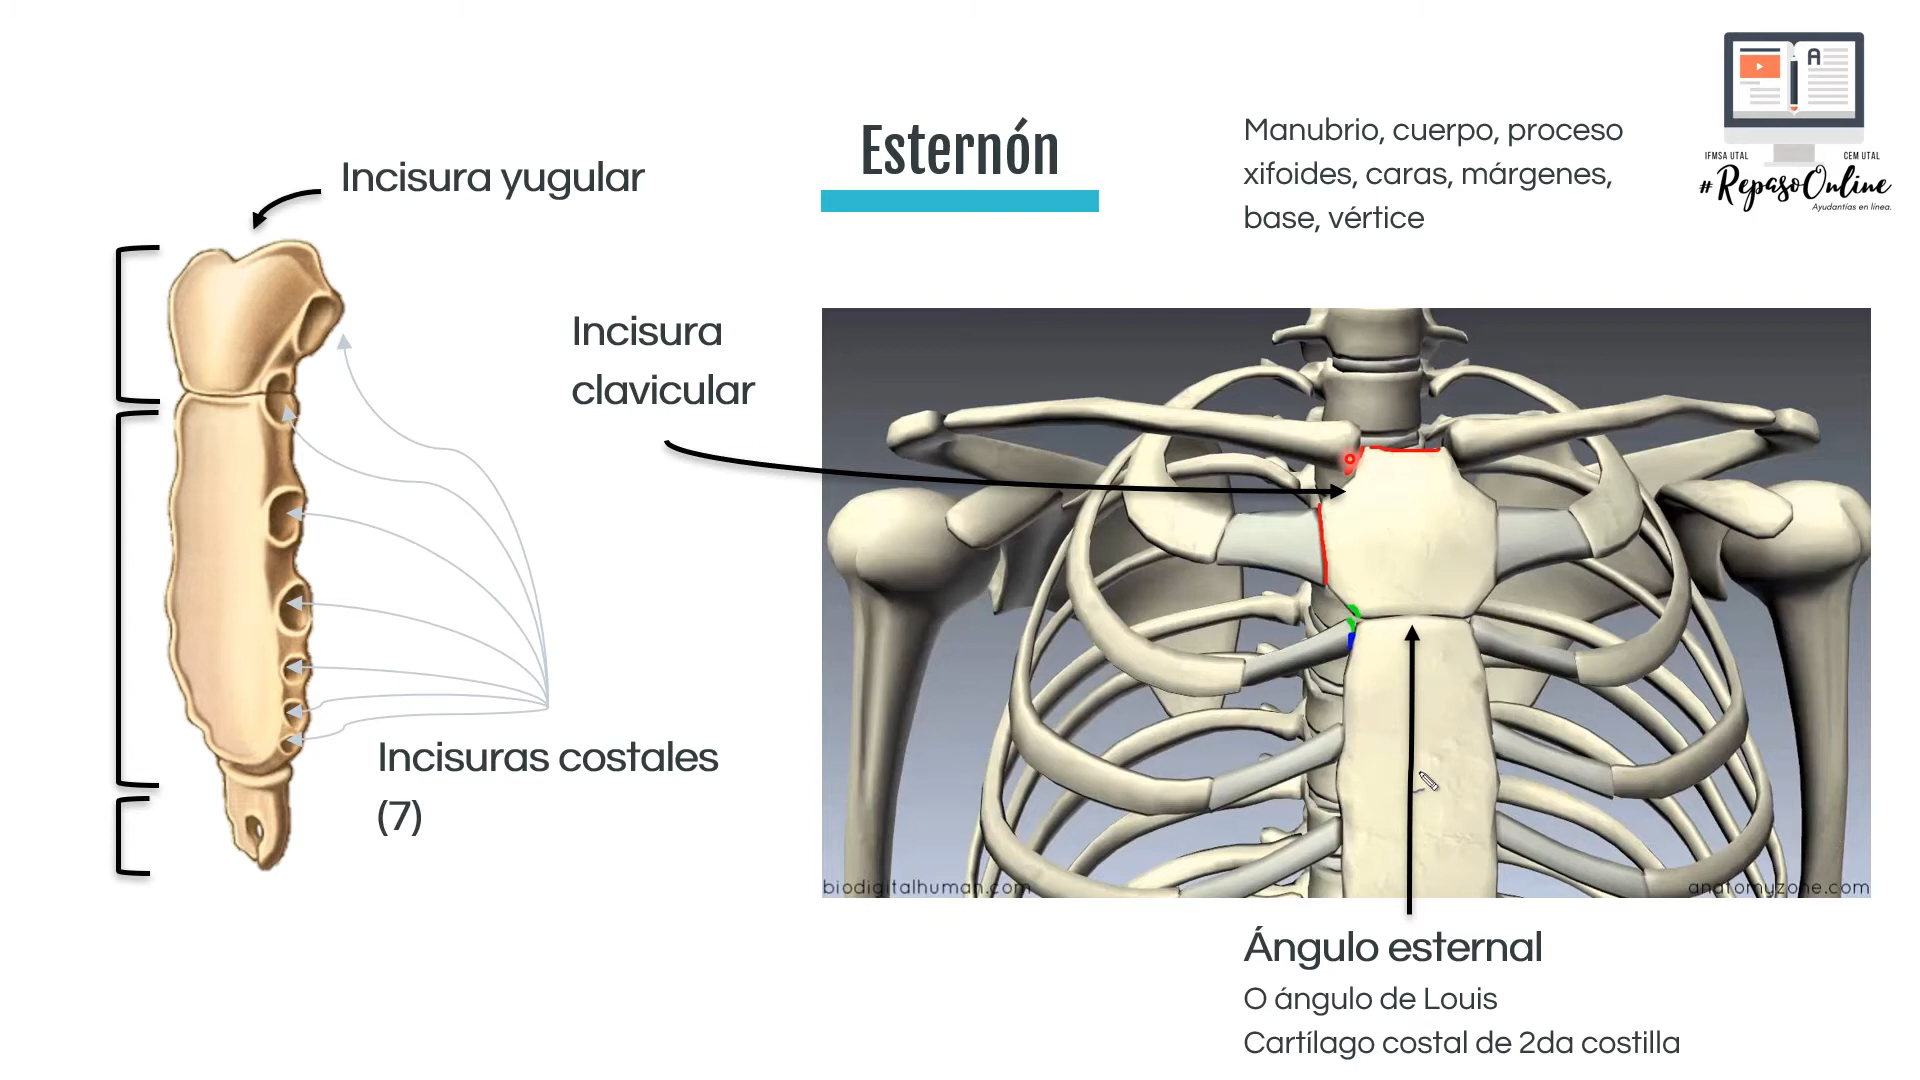 Esternón
Manubrio, cuerpo, proceso
xifoides, caras, márgenes,
base, vértice
A
IFMSA UTAL
CEM UTAL
#RepasoOnline
Ayudantías en línea.
Incisura yugular
Incisura
clavicular
Incisuras costales
(7)
biodigitalhuman.com
anatomyzone.com
Ángulo esternal
O ángulo de Louis
Cartílago costal de 2da costilla